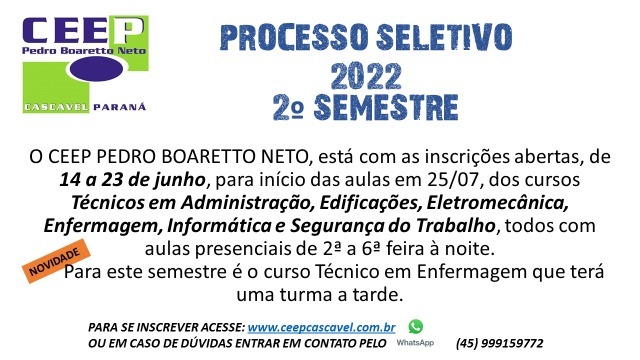 CEEP
Pedro Boaretto Neto
CASCAVEL PARANÁ
PROCESSO SELETIVO
2022
2º SEMESTRE
O CEEP PEDRO BOARETTO NETO, está com as inscrições abertas, de
14 a 23 de junho, para início das aulas em 25/07, dos cursos
Técnicos em Administração, Edificações, Eletromecânica,
Enfermagem, Informática e Segurança do Trabalho, todos com
aulas presenciais de 2ª a 6ª feira à noite.
NOVIDADE
Para este semestre é o curso Técnico em Enfermagem que terá
uma turma a tarde.
PARA SE INSCREVER ACESSE: www.ceepcascavel.com.br
OU EM CASO DE DÚVIDAS ENTRAR EM CONTATO PELO WhatsApp (45) 999159772